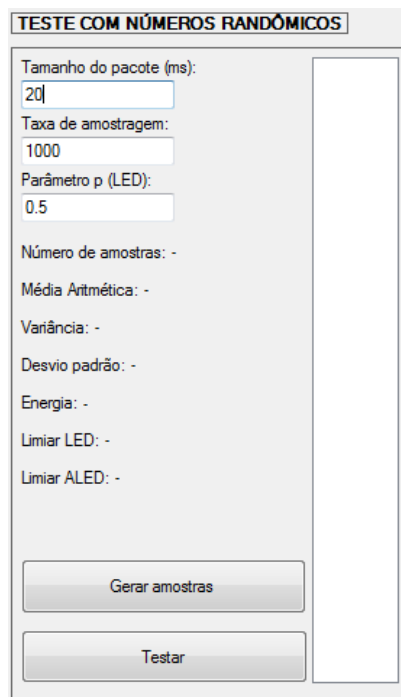 TESTE COM NÚMEROS RANDÔMICOS
Tamanho do pacote (ms):
20
Taxa de amostragem:
1000
Parâmetro p (LED):
0.5
Número de amostras: -
Média Aritmética: -
Variância: -
Desvio padrão: -
Energia: -
Limiar LED: -
Limiar ALED: -
Gerar amostras
Testar